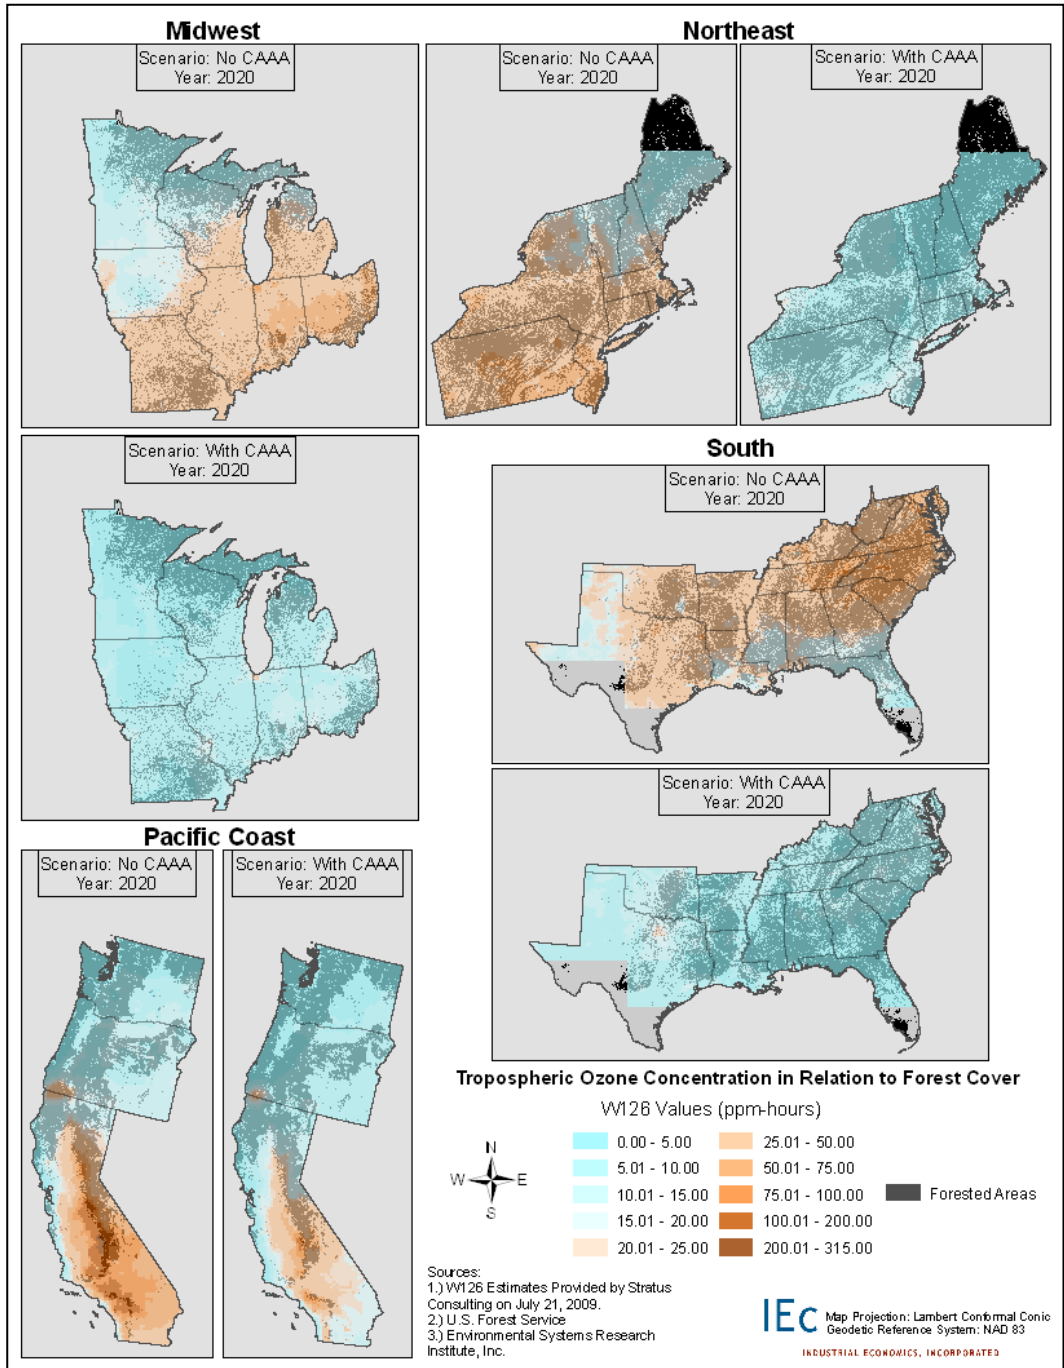 Midwest
Scenario: No CAAA
Year: 2020
Northeast
Scenario: No CAAA
Year: 2020
Scenario: With CAAA
Year: 2020
Scenario: With CAAA
Year: 2020
South
Scenario: No CAAA
Year: 2020
Scenario: With CAAA
Year: 2020
Pacific Coast
Scenario: No CAAA
Year: 2020
Scenario: With CAAA
Year: 2020
Tropospheric Ozone Concentration in Relation to Forest Cover
W126 Values (ppm-hours)
0.00 - 5.00
5.01 - 10.00
10.01 - 15.00
15.01 - 20.00
20.01 - 25.00
25.01 - 50.00
50.01 - 75.00
75.01 - 100.00
100.01 - 200.00
200.01 - 315.00
Forested Areas
N
W E
S
Sources:
1.) W126 Estimates Provided by Stratus
Consulting on July 21, 2009.
2.) U.S. Forest Service
3.) Environmental Systems Research
Institute, Inc.
IEc
Map Projection: Lambert Conformal Conic
Geodetic Reference System: NAD 83
INDUSTRIAL ECONOMICS, INCORPORATED